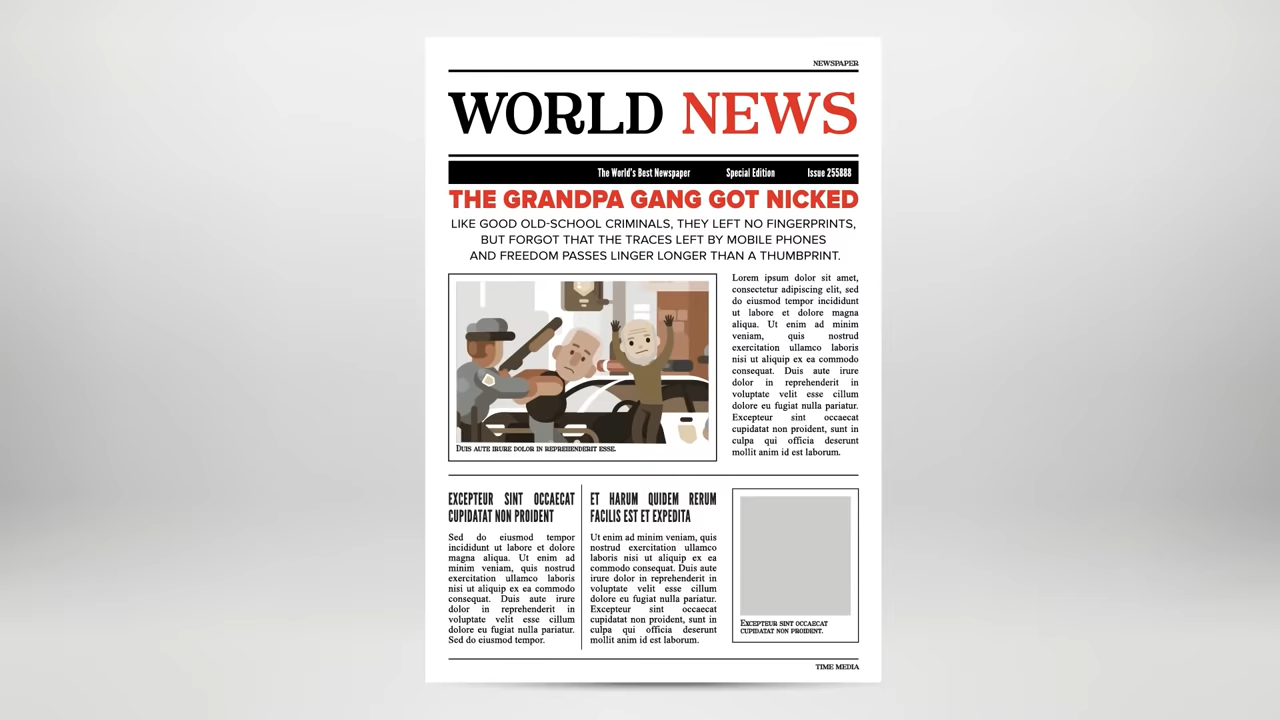 NEWSPAPER
WORLD NEWS
The World's Best Newspaper Special Edition Issue 255888
THE GRANDPA GANG GOT NICKED
LIKE GOOD OLD-SCHOOL CRIMINALS, THEY LEFT NO FINGERPRINTS,
BUT FORGOT THAT THE TRACES LEFT BY MOBILE PHONES
AND FREEDOM PASSES LINGER LONGER THAN A THUMBPRINT.
DUIS AUTE IRURE DOLOR IN REPREHENDERIT ESSE.
Lorem ipsum dolor sit amet,
consectetur adipiscing elit, sed
do eiusmod tempor incididunt
ut labore et dolore magna
aliqua. Ut enim ad minim
veniam, quis nostrud
exercitation ullamco laboris
nisi ut aliquip ex ea commodo
consequat. Duis aute irure
dolor in reprehenderit in
voluptate velit esse cillum
dolore eu fugiat nulla pariatur.
Excepteur sint occaecat
cupidatat non proident, sunt in
culpa qui officia deserunt
mollit anim id est laborum.
EXCEPTEUR SINT OCCAECAT
CUPIDATAT NON PROIDENT
Sed do eiusmod tempor
incididunt ut labore et dolore
magna aliqua. Ut enim ad
minim veniam, quis nostrud
exercitation ullamco laboris
nisi ut aliquip ex ea commodo
consequat. Duis aute irure
dolor in reprehenderit in
voluptate velit esse cillum
dolore eu fugiat nulla pariatur.
Sed do eiusmod tempor.
ET HARUM QUIDEM RERUM
FACILIS EST ET EXPEDITA
Ut enim ad minim veniam, quis
nostrud exercitation ullamco
laboris nisi ut aliquip ex ea
commodo consequat. Duis aute
irure dolor in reprehenderit in
voluptate velit esse cillum
dolore eu fugiat nulla pariatur.
Excepteur sint occaecat
cupidatat non proident, sunt in
culpa qui officia deserunt
mollit anim id est laborum.
EXCEPTEUR SINT OCCAECAT
CUPIDATAT NON PROIDENT.
TIME MEDIA